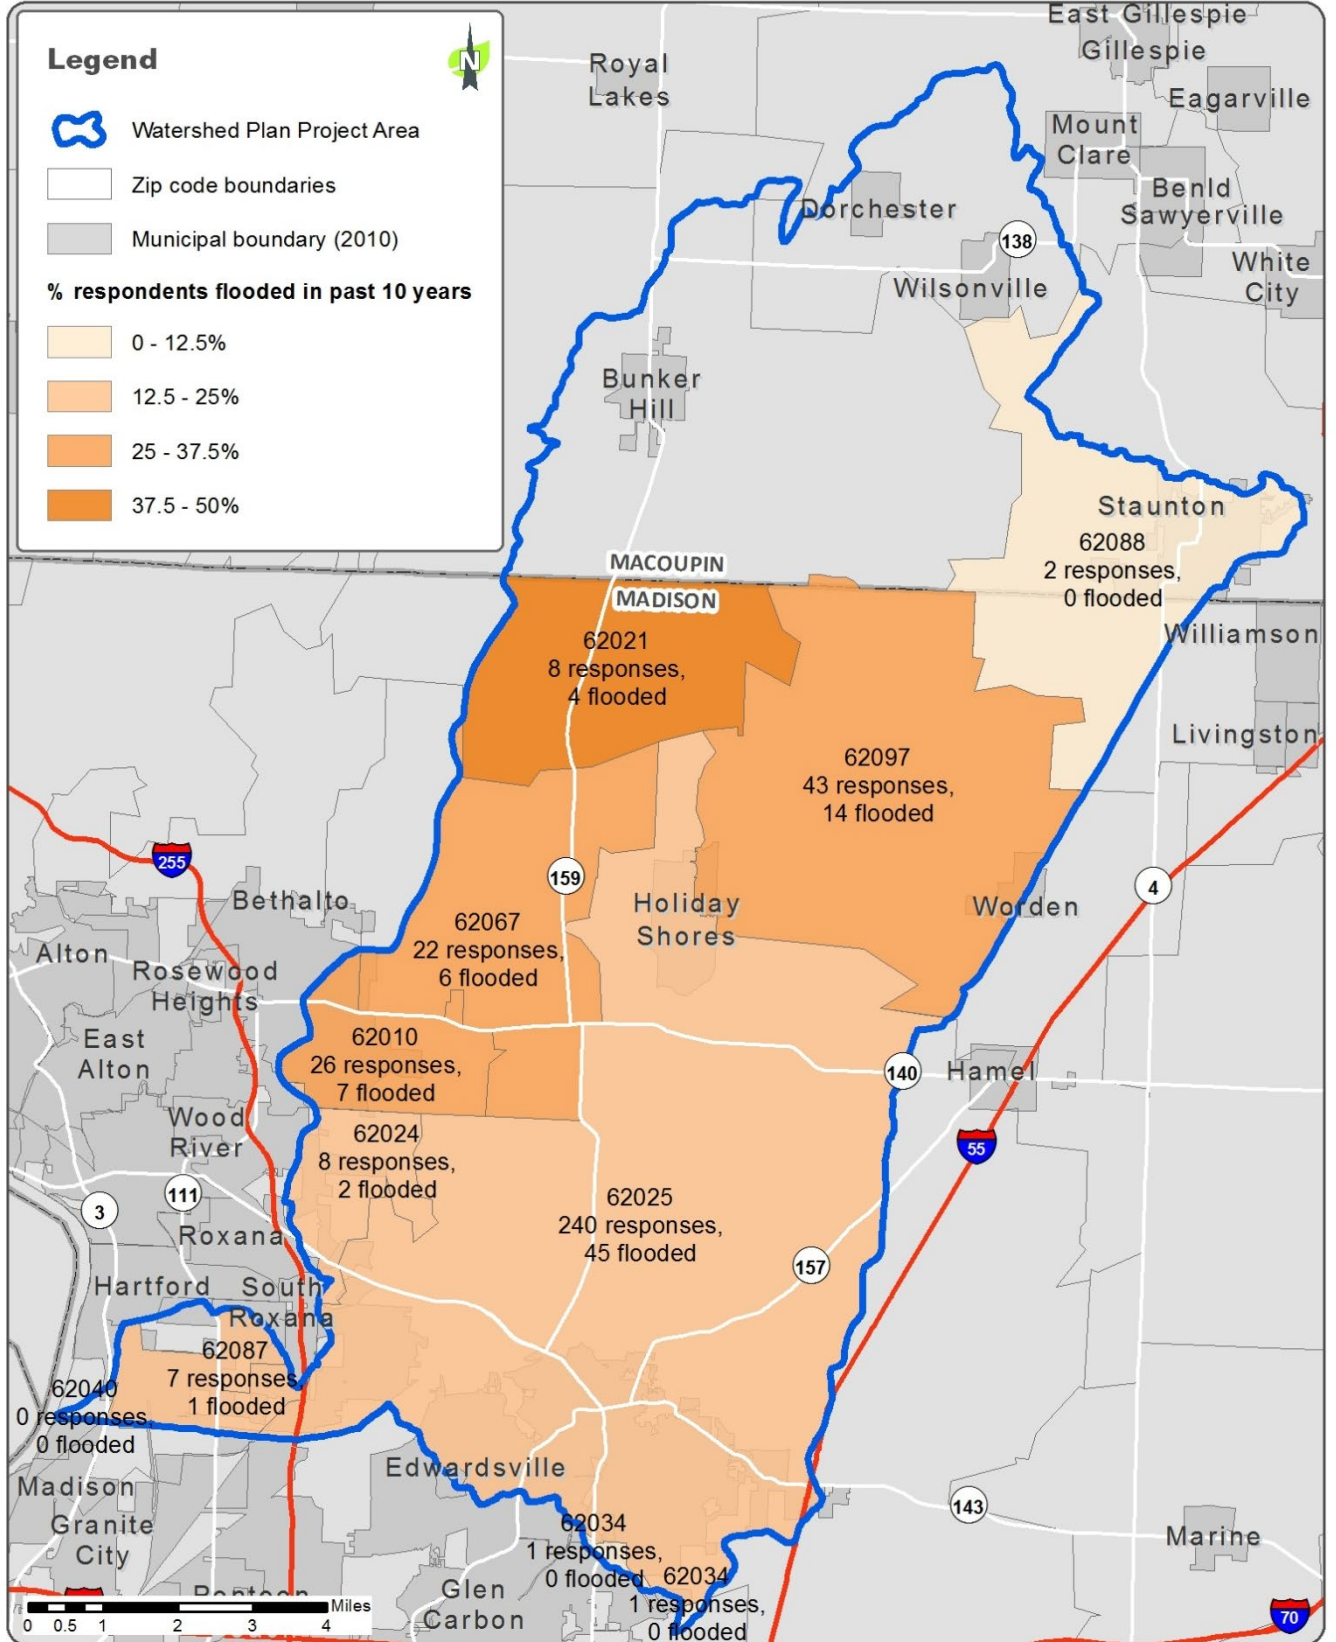 Legend
N
Watershed Plan Project Area
Zip code boundaries
Municipal boundary (2010)
% respondents flooded in past 10 years
0 - 12.5%
12.5 - 25%
25 - 37.5%
37.5 - 50%
East Gillespie
Gillespie
Royal
Lakes
Eagarville
Mount
Clare
Benld
Sawyerville
Dorchester
138
White
City
Wilsonville
Bunker
Hill
Staunton
62088
2 responses,
0 flooded
MACOUPIN
MADISON
Williamson
62021
8 responses,
4 flooded
Livingston
62097
43 responses,
14 flooded
255
159
4
Bethalto
Holiday
Shores
Worden
62067
22 responses,
6 flooded
Alton
Rosewood
Heights
East
Alton
62010
26 responses,
7 flooded
140
Hamel
Wood
River
62024
8 responses,
2 flooded
55
111
3
62025
240 responses,
45 flooded
Roxana
157
Hartford
South
Roxana
62087
7 responses
1 flooded
62040
0 responses,
0 flooded
Edwardsville
Madison
143
Granite
City
62034
1 responses,
0 flooded
Marine
62034
1 responses,
0 flooded
Glen
Carbon
70
Miles
0 0.5 1 2 3 4